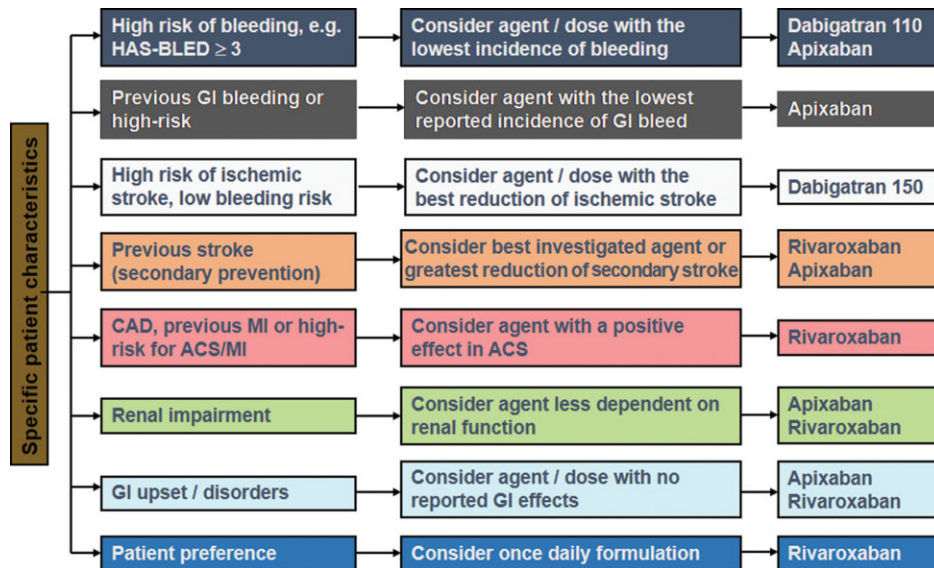 Specific patient characteristics
High risk of bleeding, e.g.
HAS-BLED ≥ 3
Consider agent / dose with the
lowest incidence of bleeding
Dabigatran 110
Apixaban
Previous GI bleeding or
high-risk
Consider agent with the lowest
reported incidence of GI bleed
Apixaban
High risk of ischemic
stroke, low bleeding risk
Consider agent / dose with the
best reduction of ischemic stroke
Dabigatran 150
Previous stroke
(secondary prevention)
Consider best investigated agent or
greatest reduction of secondary stroke
Rivaroxaban
Apixaban
CAD, previous MI or high-
risk for ACS/MI
Consider agent with a positive
effect in ACS
Rivaroxaban
Renal impairment
Consider agent less dependent on
renal function
Apixaban
Rivaroxaban
GI upset / disorders
Consider agent / dose with no
reported GI effects
Apixaban
Rivaroxaban
Patient preference
Consider once daily formulation
Rivaroxaban